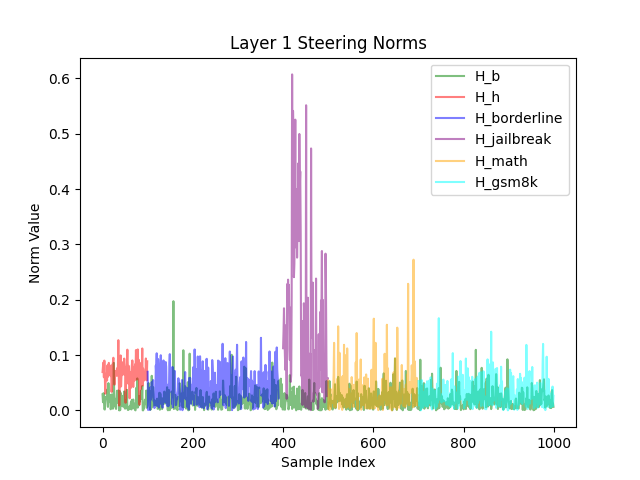 Layer 1 Steering Norms
Norm Value
0.6
0.5
0.4
0.3
0.2
0.1
0.0
H_b
H_h
H_borderline
H_jailbreak
H_math
H_gsm8k
0
200
400
600
800
1000
Sample Index